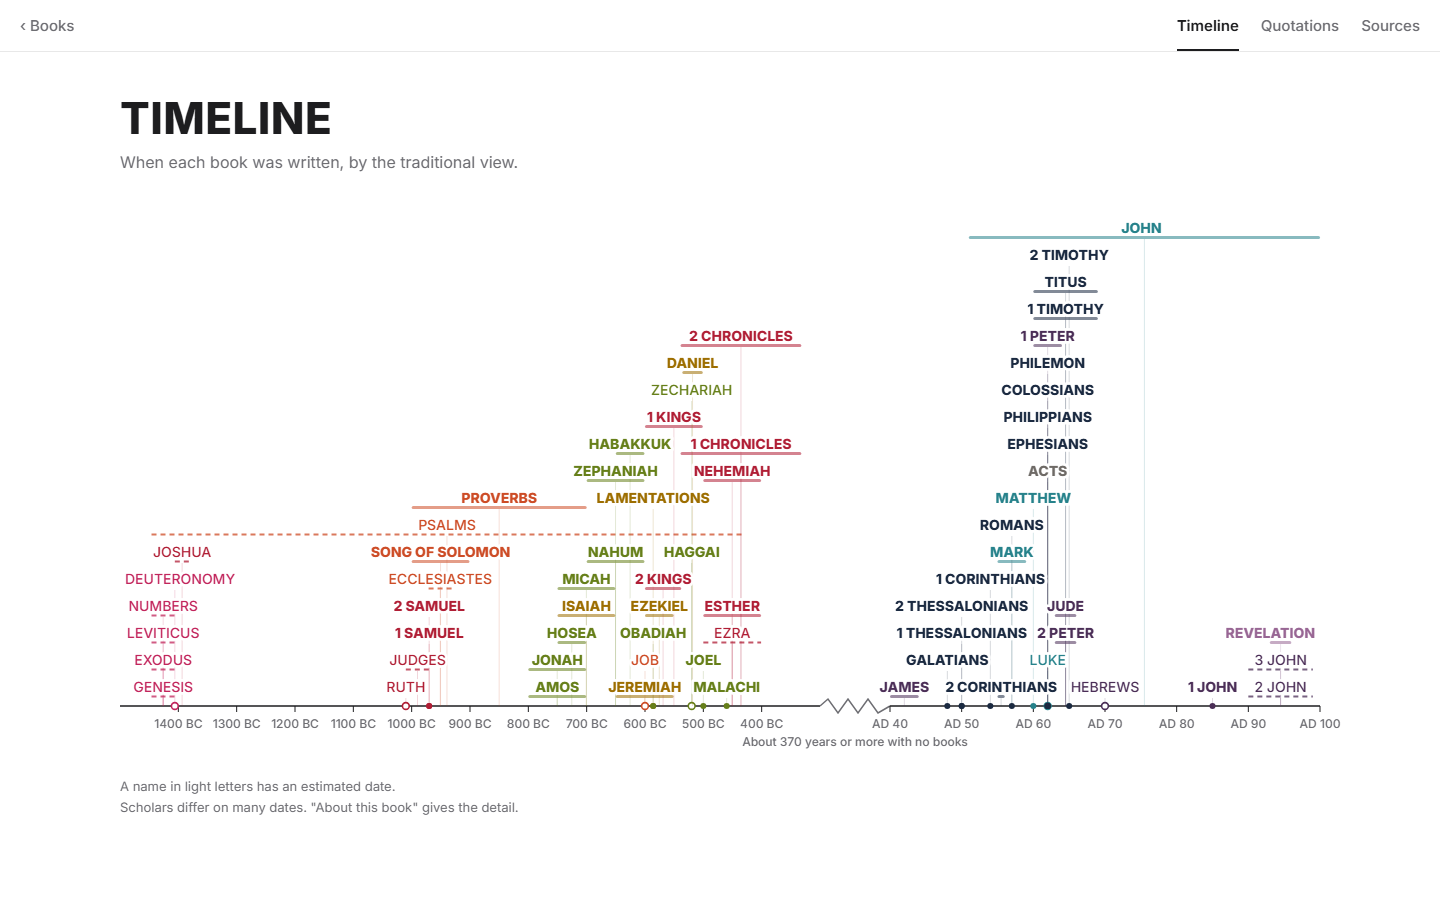 ‹ Books
Timeline Quotations Sources
TIMELINE
When each book was written, by the traditional view.
JOHN
2 TIMOTHY
TITUS
1 TIMOTHY
2 CHRONICLES 1 PETER
DANIEL PHILEMON
ZECHARIAH COLOSSIANS
1 KINGS PHILIPPIANS
HABAKKUK 1 CHRONICLES EPHESIANS
ZEPHANIAH NEHEMIAH ACTS
PROVERBS LAMENTATIONS MATTHEW
PSALMS ROMANS
JOSHUA SONG OF SOLOMON NAHUM HAGGAI MARK
DEUTERONOMY ECCLESIASTES MICAH 2 KINGS 1 CORINTHIANS
NUMBERS 2 SAMUEL ISAIAH EZEKIEL ESTHER 2 THESSALONIANS JUDE
LEVITICUS 1 SAMUEL HOSEA OBADIAH EZRA 1 THESSALONIANS 2 PETER REVELATION
EXODUS JUDGES JONAH JOB JOEL GALATIANS LUKE 3 JOHN
GENESIS RUTH AMOS JEREMIAH MALACHI JAMES 2 CORINTHIANS HEBREWS 1 JOHN 2 JOHN
1400 BC 1300 BC 1200 BC 1100 BC 1000 BC 900 BC 800 BC 700 BC 600 BC 500 BC 400 BC AD 40 AD 50 AD 60 AD 70 AD 80 AD 90 AD 100
About 370 years or more with no books
A name in light letters has an estimated date.
Scholars differ on many dates. "About this book" gives the detail.